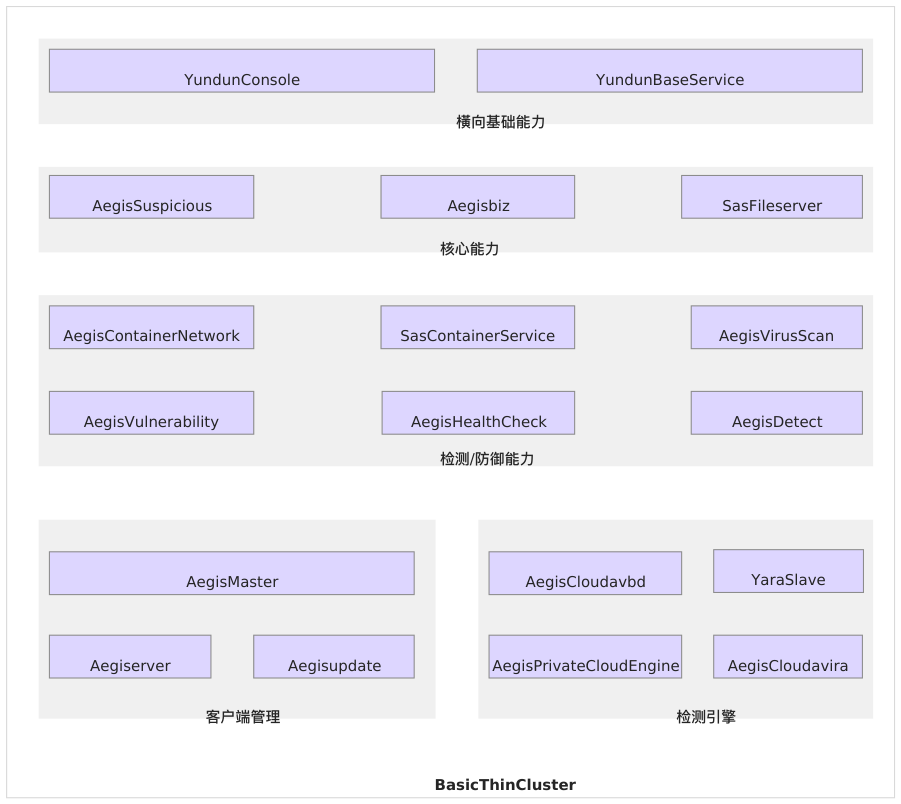 YundunConsole
YundunBaseService
横向基础能力
AegisSuspicious
Aegisbiz
SasFileserver
核心能力
AegisContainerNetwork
SasContainerService
AegisVirusScan
AegisVulnerability
AegisHealthCheck
AegisDetect
检测/防御能力
AegisMaster
Aegiserver
Aegisupdate
客户端管理
AegisCloudavbd
YaraSlave
AegisPrivateCloudEngine
AegisCloudavira
检测引擎
BasicThinCluster